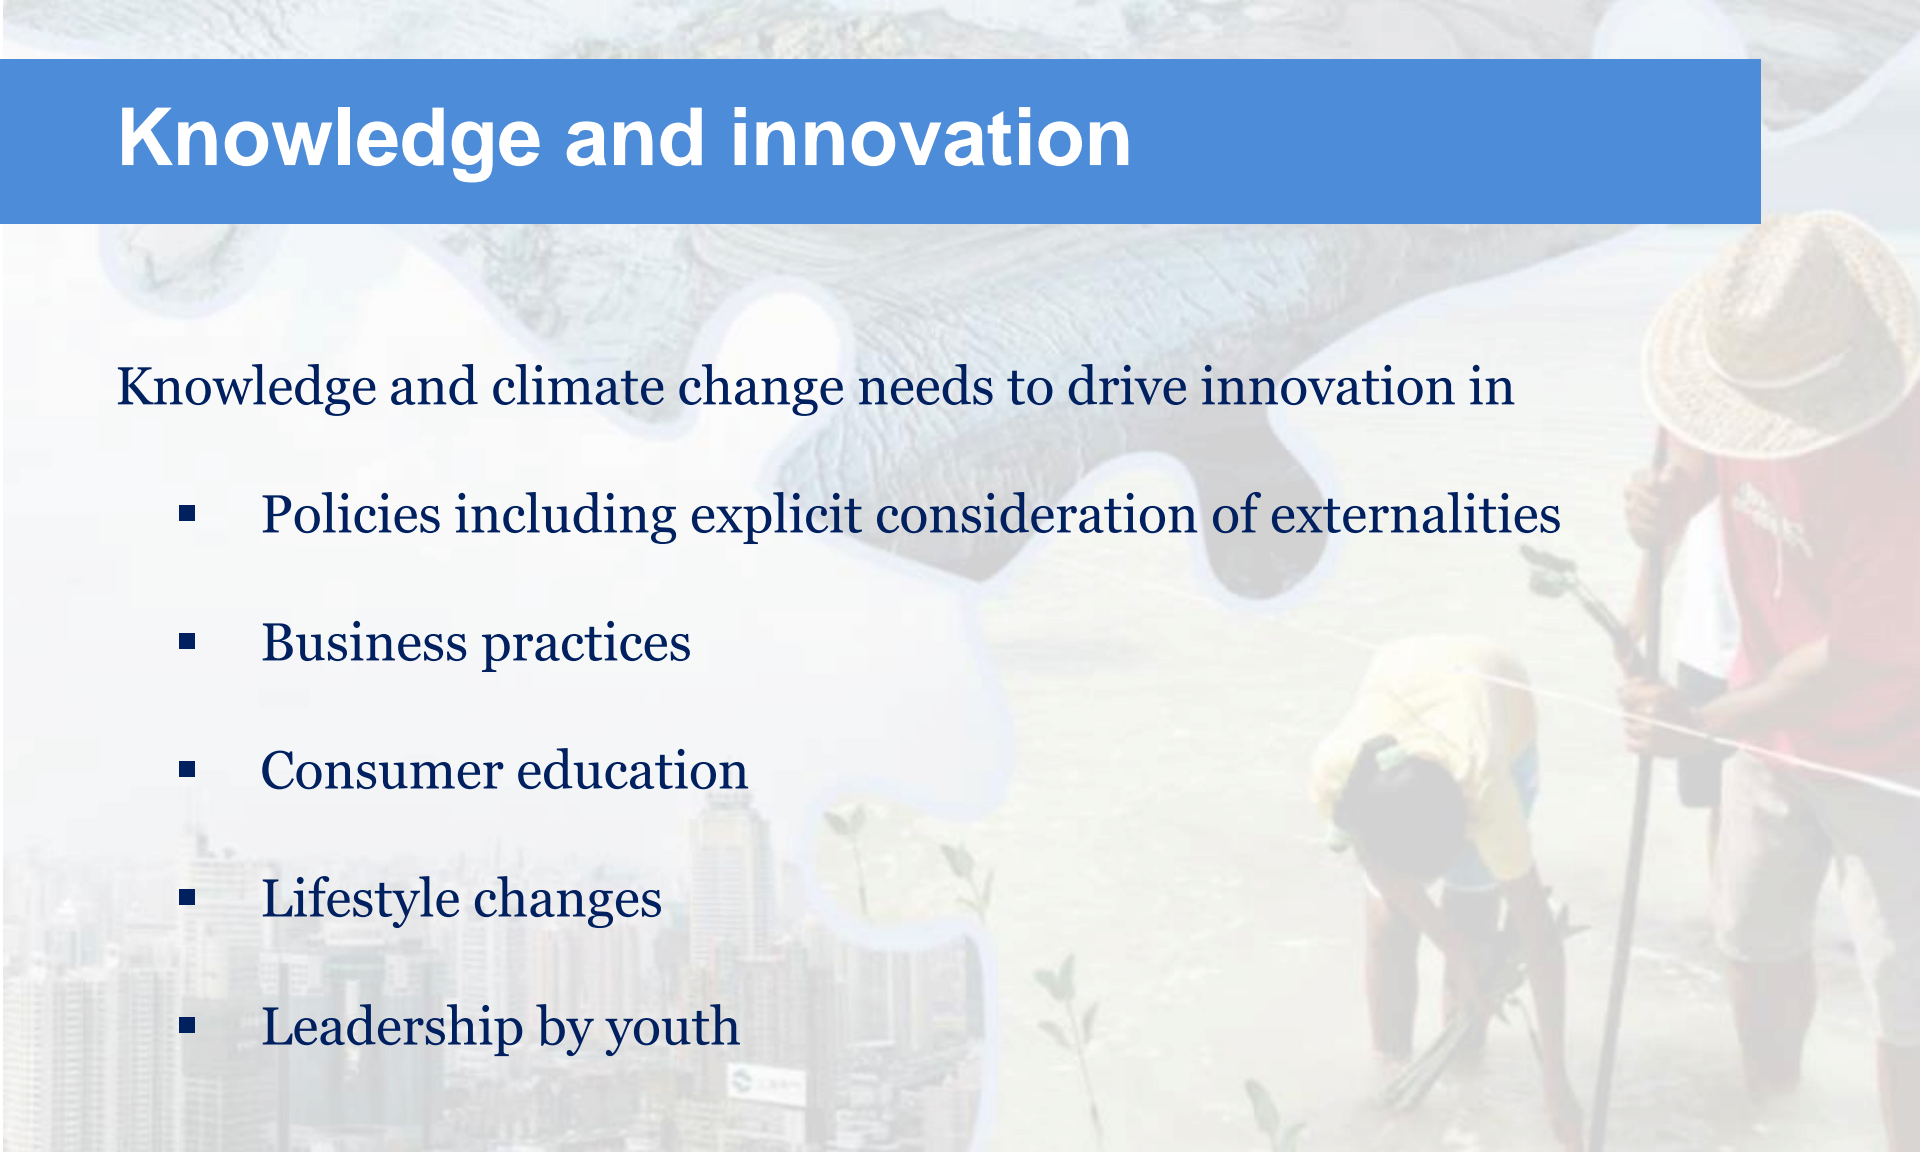 Knowledge and innovation
Knowledge and climate change needs to drive innovation in
▪ Policies including explicit consideration of externalities
▪ Business practices
▪ Consumer education
▪ Lifestyle changes
▪ Leadership by youth